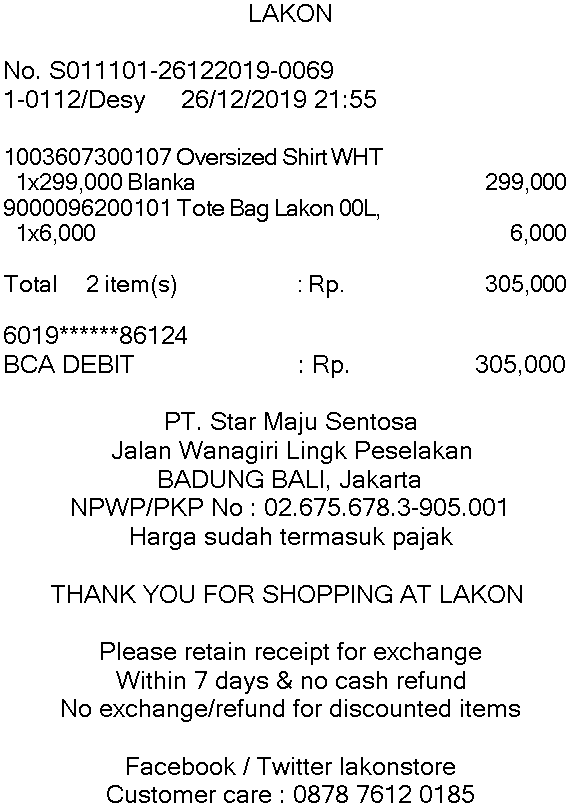 LAKON
No. S011101-26122019-0069
1-0112/Desy 26/12/2019 21:55
1003607300107 Oversized Shirt WHT
1x299,000 Blanka 299,000
9000096200101 Tote Bag Lakon 00L,
1x6,000 6,000
Total 2 item(s) : Rp. 305,000
6019******86124
BCA DEBIT : Rp. 305,000
PT. Star Maju Sentosa
Jalan Wanagiri Lingk Peselakan
BADUNG BALI, Jakarta
NPWP/PKP No : 02.675.678.3-905.001
Harga sudah termasuk pajak
THANK YOU FOR SHOPPING AT LAKON
Please retain receipt for exchange
Within 7 days & no cash refund
No exchange/refund for discounted items
Facebook / Twitter lakonstore
Customer care : 0878 7612 0185